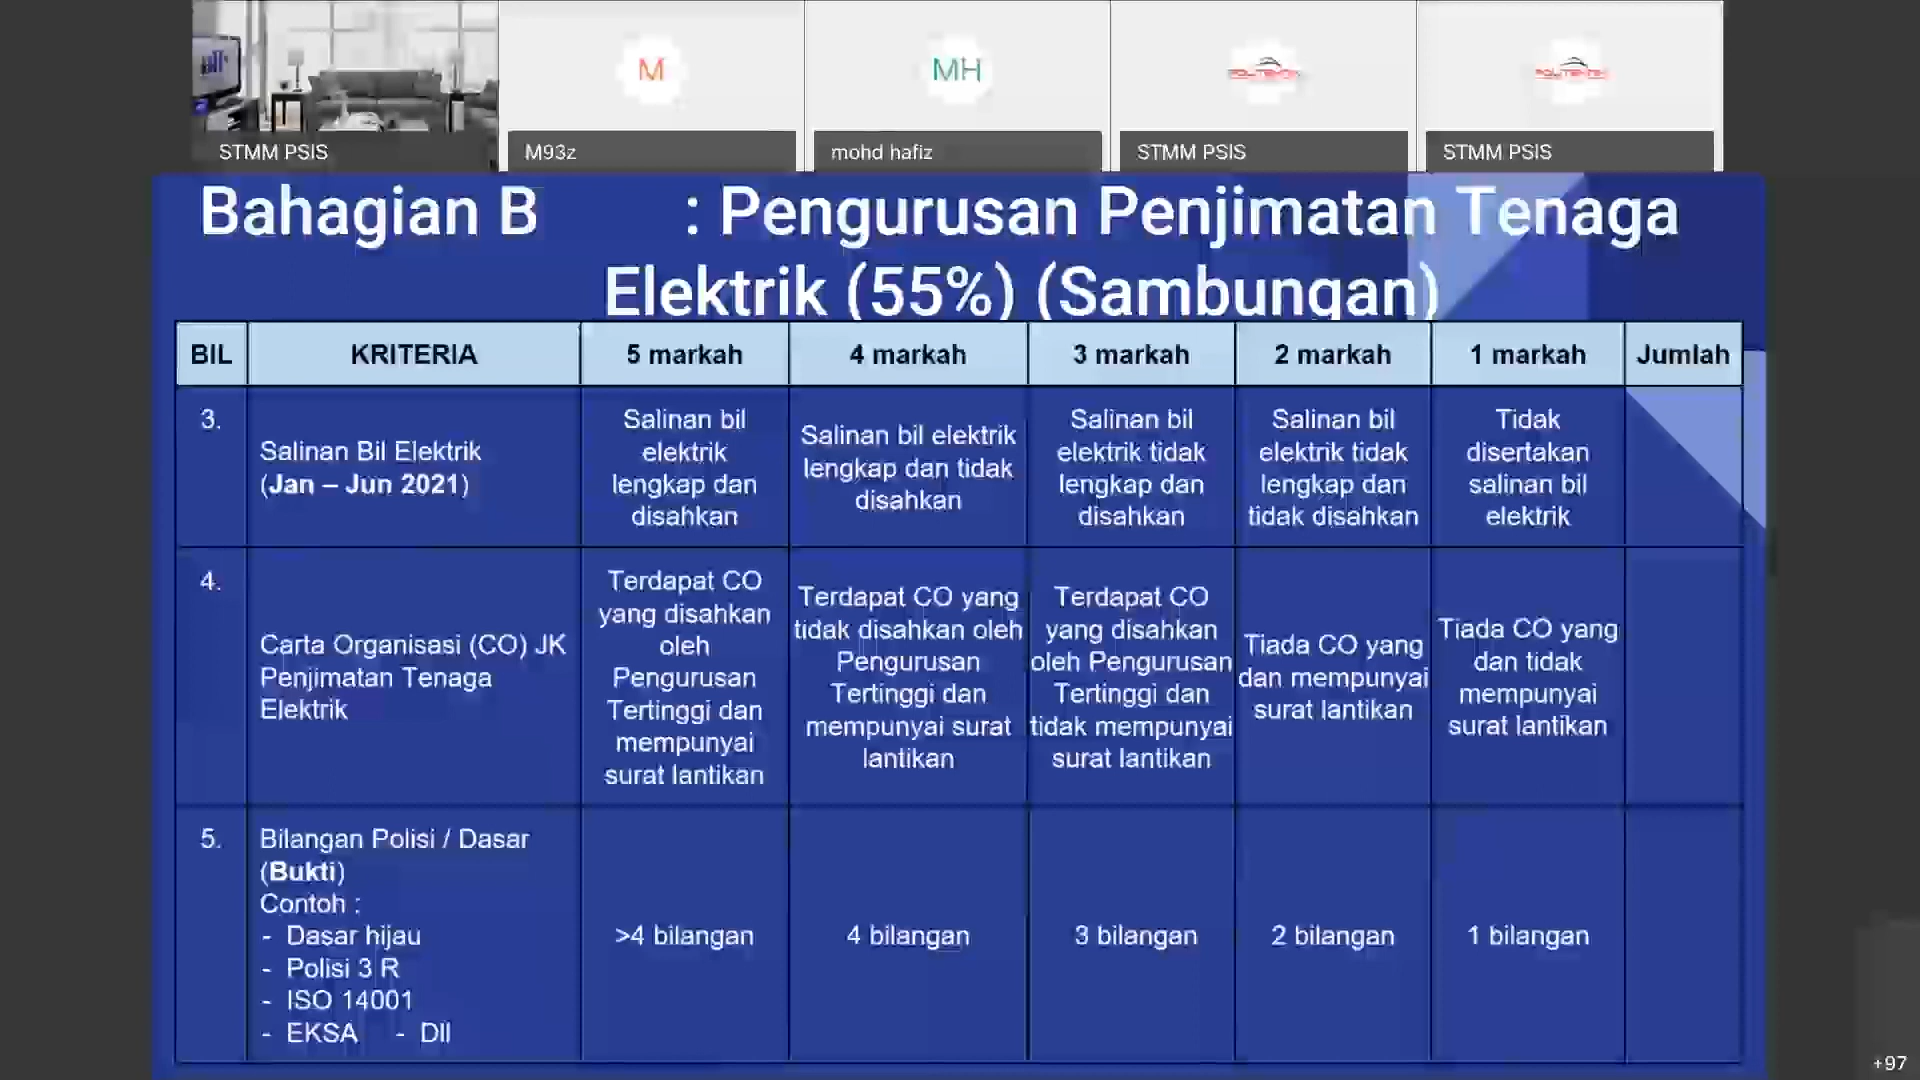 M
MH
POLITEKNIK
POLITEKNIK
STMM PSIS
M93z
mohd hafiz
STMM PSIS
STMM PSIS
Bahagian B : Pengurusan Penjimatan Tenaga
Elektrik (55%) (Sambungan)
BIL
KRITERIA
5 markah
4 markah
3 markah
2 markah
1 markah
Jumlah
3.
Salinan Bil Elektrik
(Jan – Jun 2021)
Salinan bil
elektrik
lengkap dan
disahkan
Salinan bil elektrik
lengkap dan tidak
disahkan
Salinan bil
elektrik tidak
lengkap dan
disahkan
Salinan bil
elektrik tidak
lengkap dan
tidak disahkan
Tidak
disertakan
salinan bil
elektrik
4.
Carta Organisasi (CO) JK
Penjimatan Tenaga
Elektrik
Terdapat CO
yang disahkan
oleh
Pengurusan
Tertinggi dan
mempunyai
surat lantikan
Terdapat CO yang
tidak disahkan oleh
Pengurusan
Tertinggi dan
mempunyai surat
lantikan
Terdapat CO
yang disahkan
oleh Pengurusan
Tertinggi dan
tidak mempunyai
surat lantikan
Tiada CO yang
dan mempunyai
surat lantikan
Tiada CO yang
dan tidak
mempunyai
surat lantikan
5.
Bilangan Polisi / Dasar
(Bukti)
Contoh :
- Dasar hijau
- Polisi 3 R
- ISO 14001
- EKSA - Dll
>4 bilangan
4 bilangan
3 bilangan
2 bilangan
1 bilangan
+97